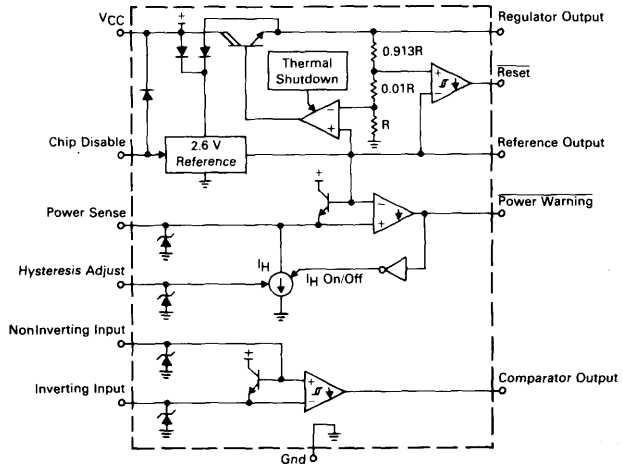 VCC
Regulator Output
0.913R
Thermal
Shutdown
Reset
0.01R
R
Chip Disable
2.6 V
Reference
Reference Output
Power Sense
Power Warning
IH
IH On/Off
Hysteresis Adjust
NonInverting Input
Inverting Input
Comparator Output
Gnd